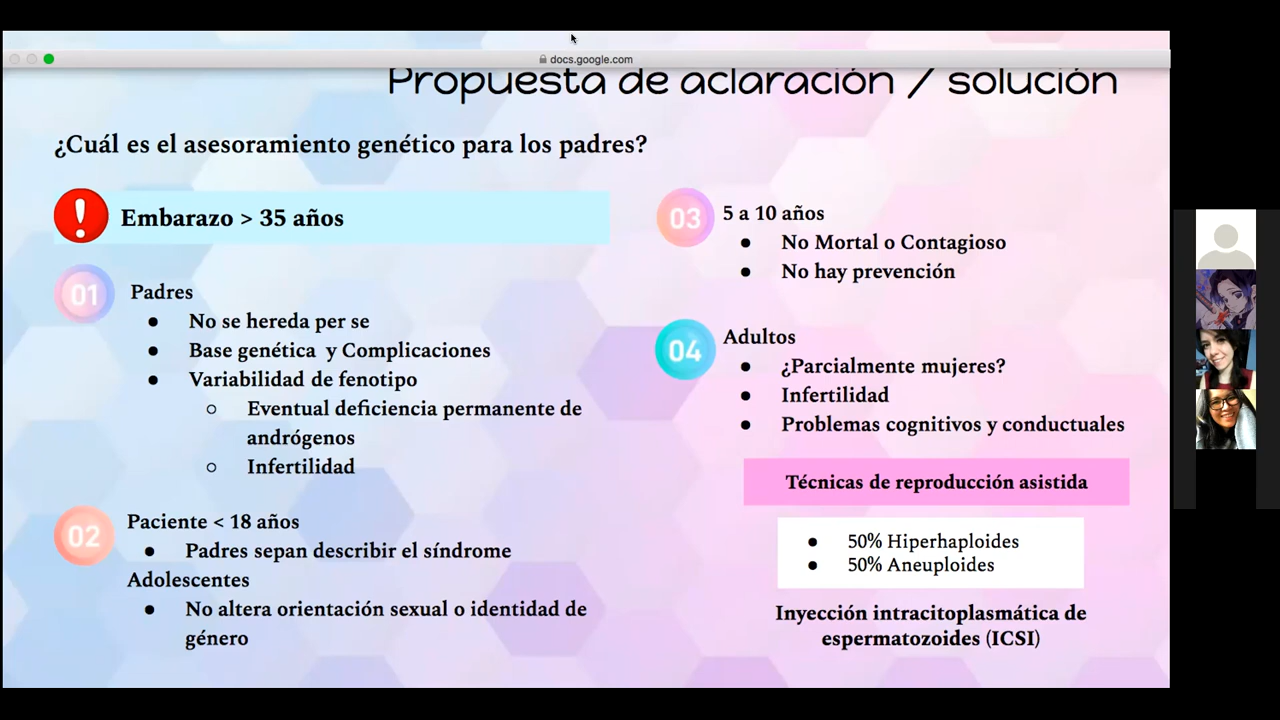 docs.google.com
Propuesta de aclaración / solución
¿Cuál es el asesoramiento genético para los padres?
Embarazo > 35 años
01
Padres
● No se hereda per se
● Base genética y Complicaciones
● Variabilidad de fenotipo
○ Eventual deficiencia permanente de
andrógenos
○ Infertilidad
02
Paciente < 18 años
● Padres sepan describir el síndrome
Adolescentes
● No altera orientación sexual o identidad de
género
03
5 a 10 años
● No Mortal o Contagioso
● No hay prevención
04
Adultos
● ¿Parcialmente mujeres?
● Infertilidad
● Problemas cognitivos y conductuales
Técnicas de reproducción asistida
● 50% Hiperhaploides
● 50% Aneuploides
Inyección intracitoplasmática de
espermatozoides (ICSI)